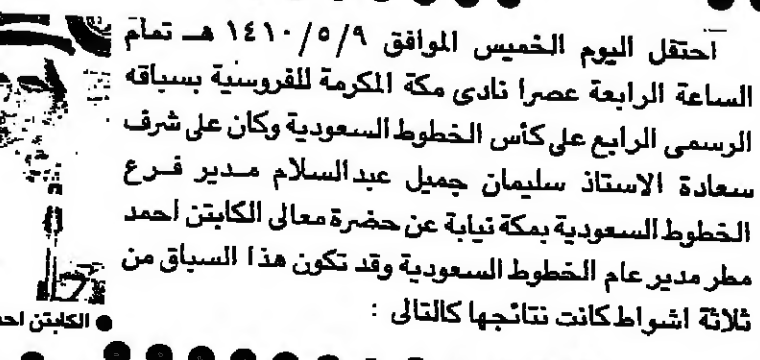 احتقل اليوم الخميس الموافق ١٤١٠/٥/٩ هـ تمام
الساعة الرابعة عصرا نادى مكة المكرمة للفروسية بسباقه
الرسمى الرابع على كأس الخطوط السعودية وكان على شرف
سعادة الاستاذ سليمان جميل عبدالسلام مدير فرع
الخطوط السعودية بمكة نيابة عن حضرة معالى الكابتن احمد
مطر مدير عام الخطوط السعودية وقد تكون هذا السباق من
ثلاثة اشواط كانت نتائجها كالتالى :
● الكابتن